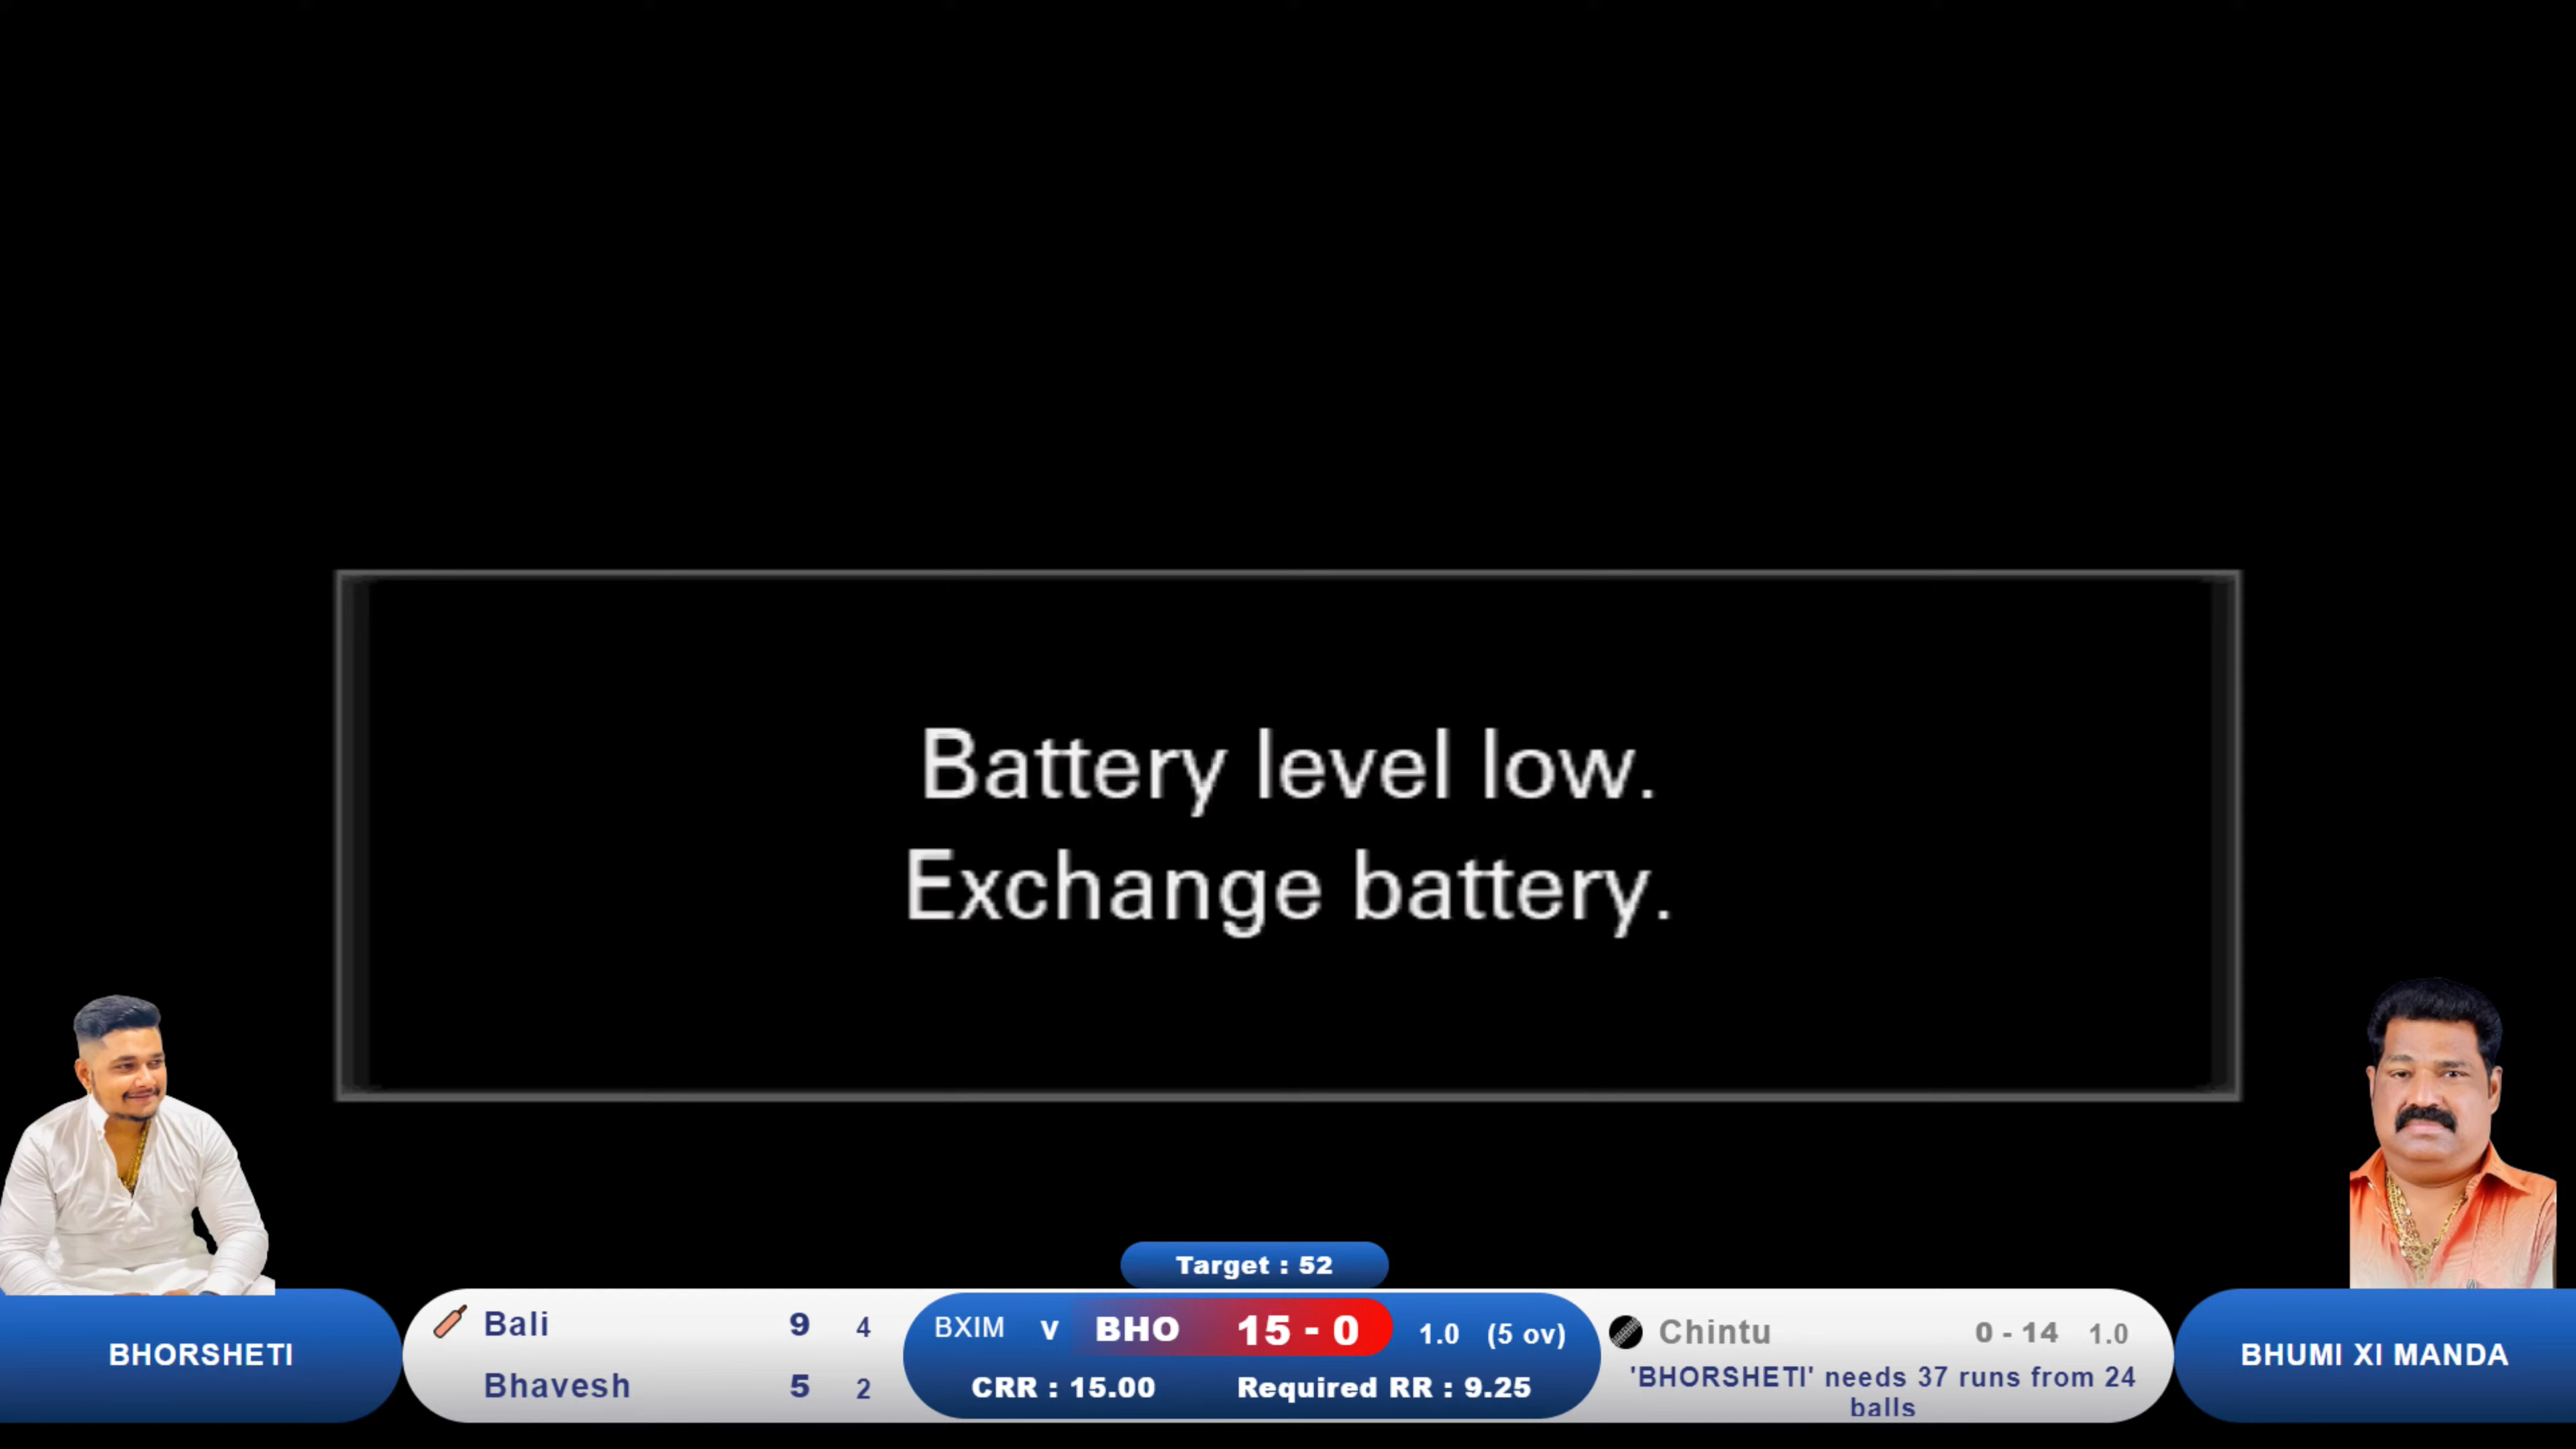 Battery level low.
Exchange battery.
Target : 52
BHORSHETI
Bali 9 4
Bhavesh 5 2
BXIM v BHO 15 - 0 1.0 (5 ov)
CRR : 15.00 Required RR : 9.25
Chintu 0 - 14 1.0
'BHORSHETI' needs 37 runs from 24
balls
BHUMI XI MANDA